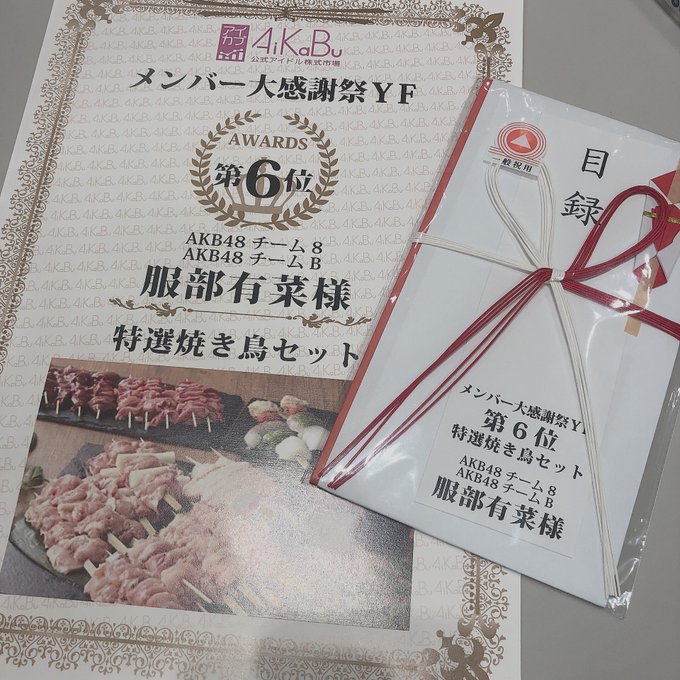 アイ
カブ
AiKaBu
公式アイドル株式市場
メンバー大感謝祭YF
AWARDS
第6位
AKB48 チーム8
AKB48 チームB
服部有菜様
特選焼き鳥セット
一般祝用
目録
メンバー大感謝祭YF
第6位
特選焼き鳥セット
AKB48 チーム8
AKB48 チームB
服部有菜様